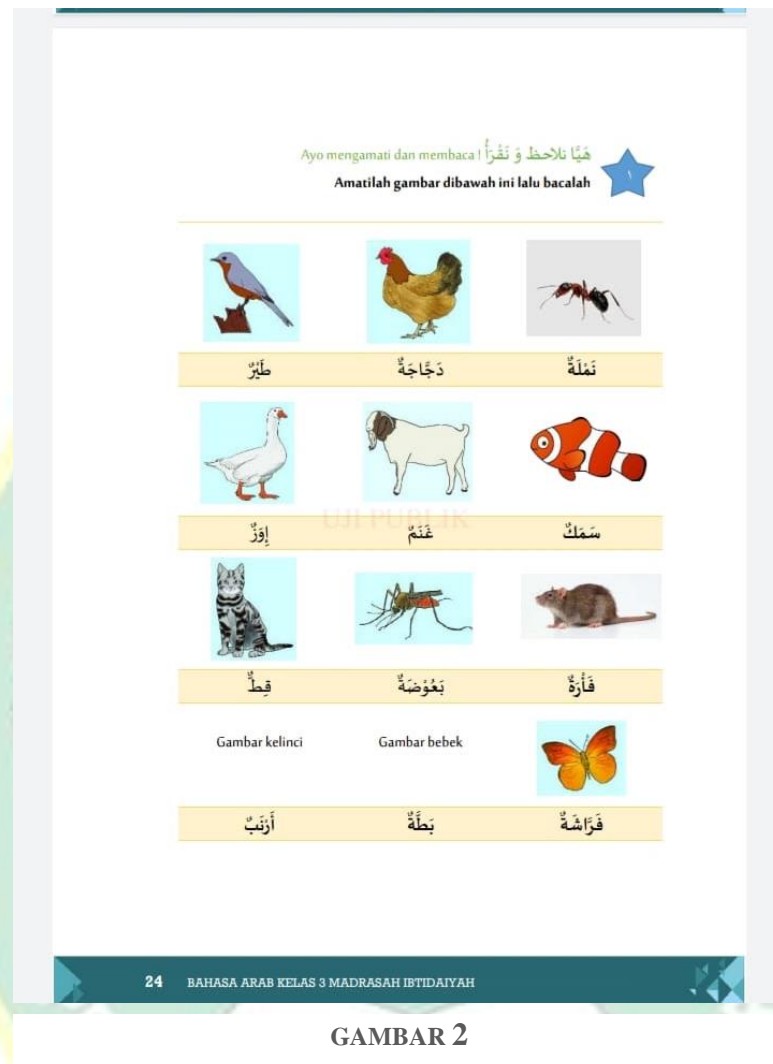 هَيَّا نلاحظ وَ نَقْرَأُ ! Ayo mengamati dan membaca
١
Amatilah gambar dibawah ini lalu bacalah
نَمْلَةٌ دَجَّاجَةٌ طَيْرٌ
UJI PUBLIK
سَمَكٌ غَنَمٌ إِوَزٌّ
فَأْرَةٌ بَعُوْضَةٌ قِطٌّ
Gambar kelinci Gambar bebek
فَرَّاشَةٌ بَطَّةٌ أَرْنَبٌ
24 BAHASA ARAB KELAS 3 MADRASAH IBTIDAIYAH
GAMBAR 2